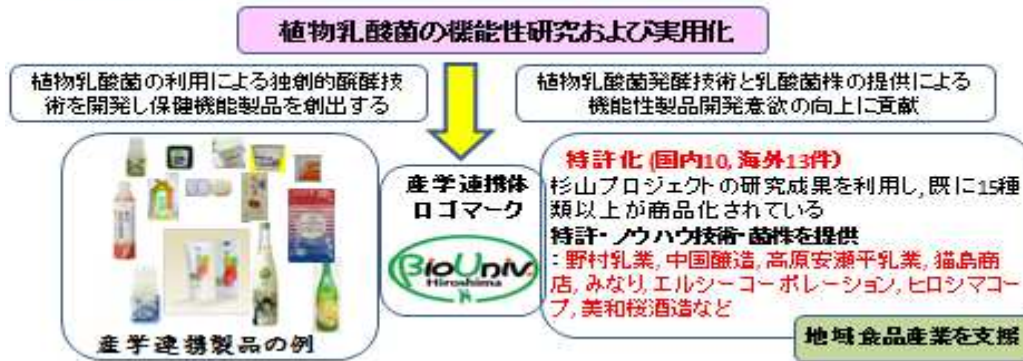 植物乳酸菌の機能性研究および実用化
植物乳酸菌の利用による独創的醗酵技
術を開発し保健機能製品を創出する
植物乳酸菌発酵技術と乳酸菌株の提供による
機能性製品開発意欲の向上に貢献
産学連携製品の例
産学連携体
ロゴマーク
BioUniv.
Hiroshima
特許化 (国内10, 海外13件)
杉山プロジェクトの研究成果を利用し, 既に15種
類以上が商品化されている
特許・ノウハウ技術・菌性を提供
：野村乳業, 中国醸造, 高原安瀬平乳業, 猫島商
店, みなり, エルシーコーポレーション, ヒロシマコー
プ, 美和桜酒造など
地域食品産業を支援